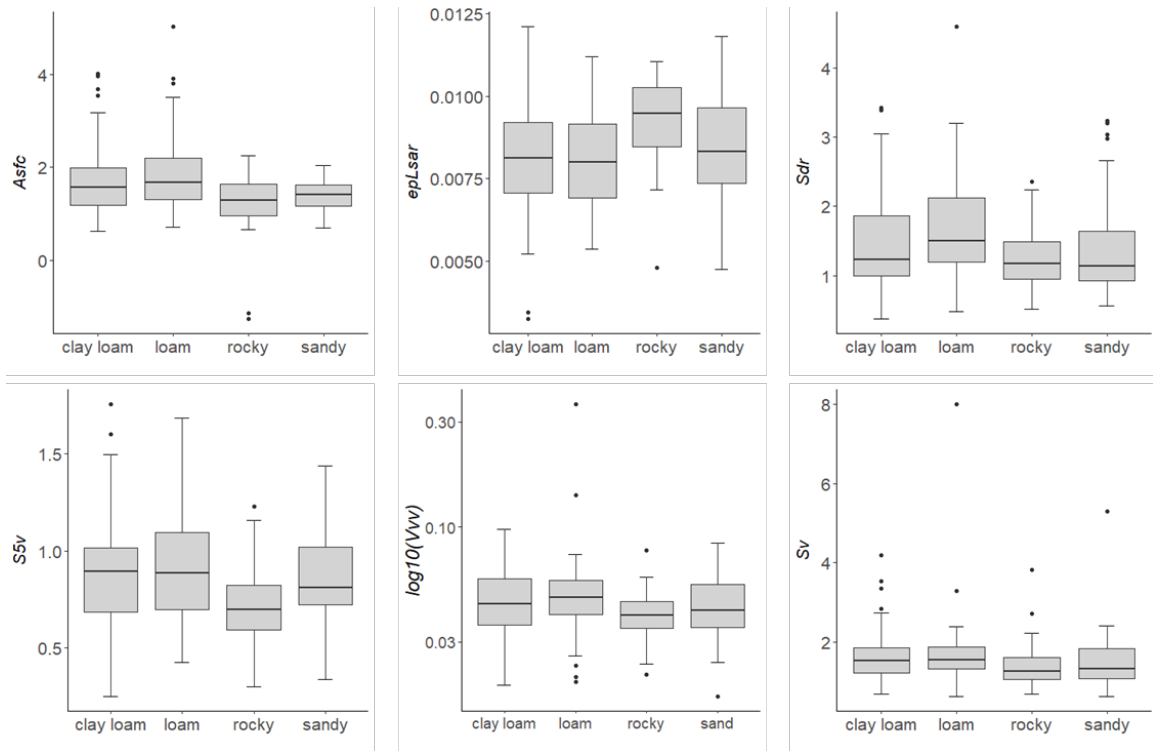 Asfc
4
2
0
clay loam loam rocky sandy
epLsar
0.0125
0.0100
0.0075
0.0050
clay loam loam rocky sandy
Sdr
4
3
2
1
clay loam loam rocky sandy
S5v
1.5
1.0
0.5
clay loam loam rocky sandy
log10(Vvv)
0.30
0.10
0.03
clay loam loam rocky sand
Sv
8
6
4
2
clay loam loam rocky sandy